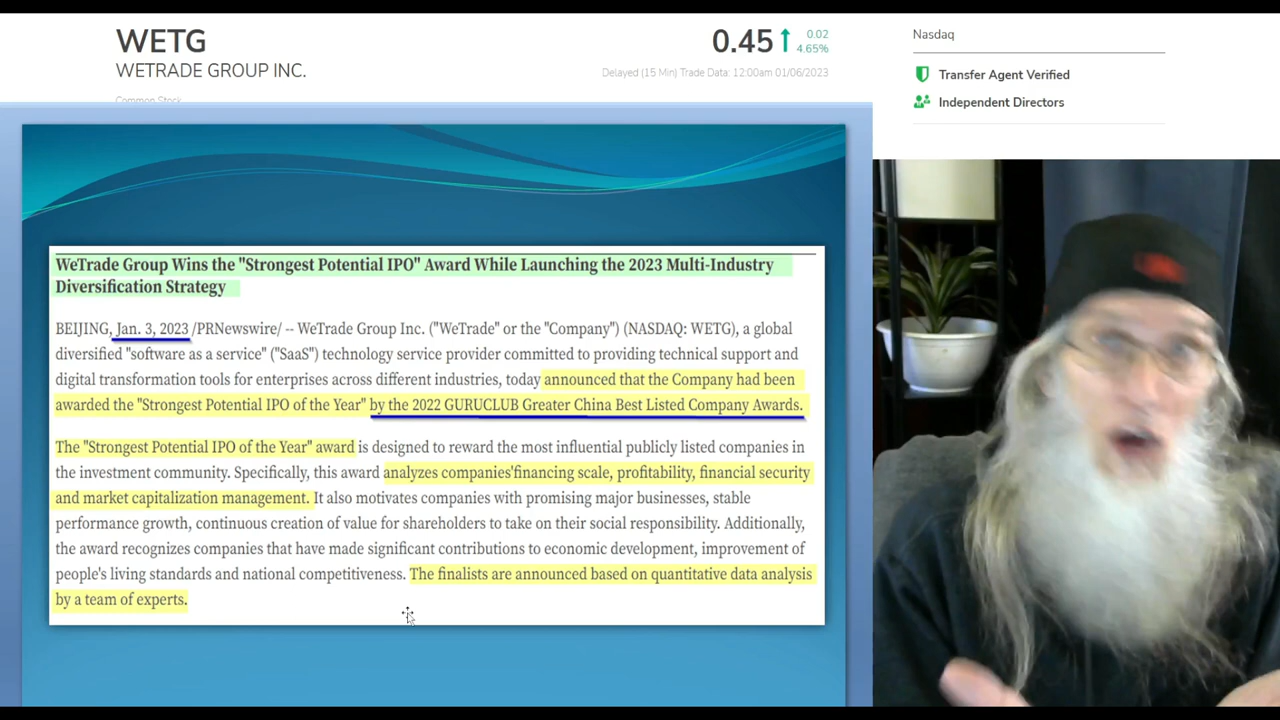 WETG
WETRADE GROUP INC.
Common Stock
0.45
0.02
4.65%
Delayed (15 Min) Trade Data: 12:00am 01/06/2023
Nasdaq
Transfer Agent Verified
Independent Directors
WeTrade Group Wins the "Strongest Potential IPO" Award While Launching the 2023 Multi-Industry
Diversification Strategy
BEIJING, Jan. 3, 2023 /PRNewswire/ -- WeTrade Group Inc. ("WeTrade" or the "Company") (NASDAQ: WETG), a global
diversified "software as a service" ("SaaS") technology service provider committed to providing technical support and
digital transformation tools for enterprises across different industries, today announced that the Company had been
awarded the "Strongest Potential IPO of the Year" by the 2022 GURUCLUB Greater China Best Listed Company Awards.
The "Strongest Potential IPO of the Year" award is designed to reward the most influential publicly listed companies in
the investment community. Specifically, this award analyzes companies'financing scale, profitability, financial security
and market capitalization management. It also motivates companies with promising major businesses, stable
performance growth, continuous creation of value for shareholders to take on their social responsibility. Additionally,
the award recognizes companies that have made significant contributions to economic development, improvement of
people's living standards and national competitiveness. The finalists are announced based on quantitative data analysis
by a team of experts.